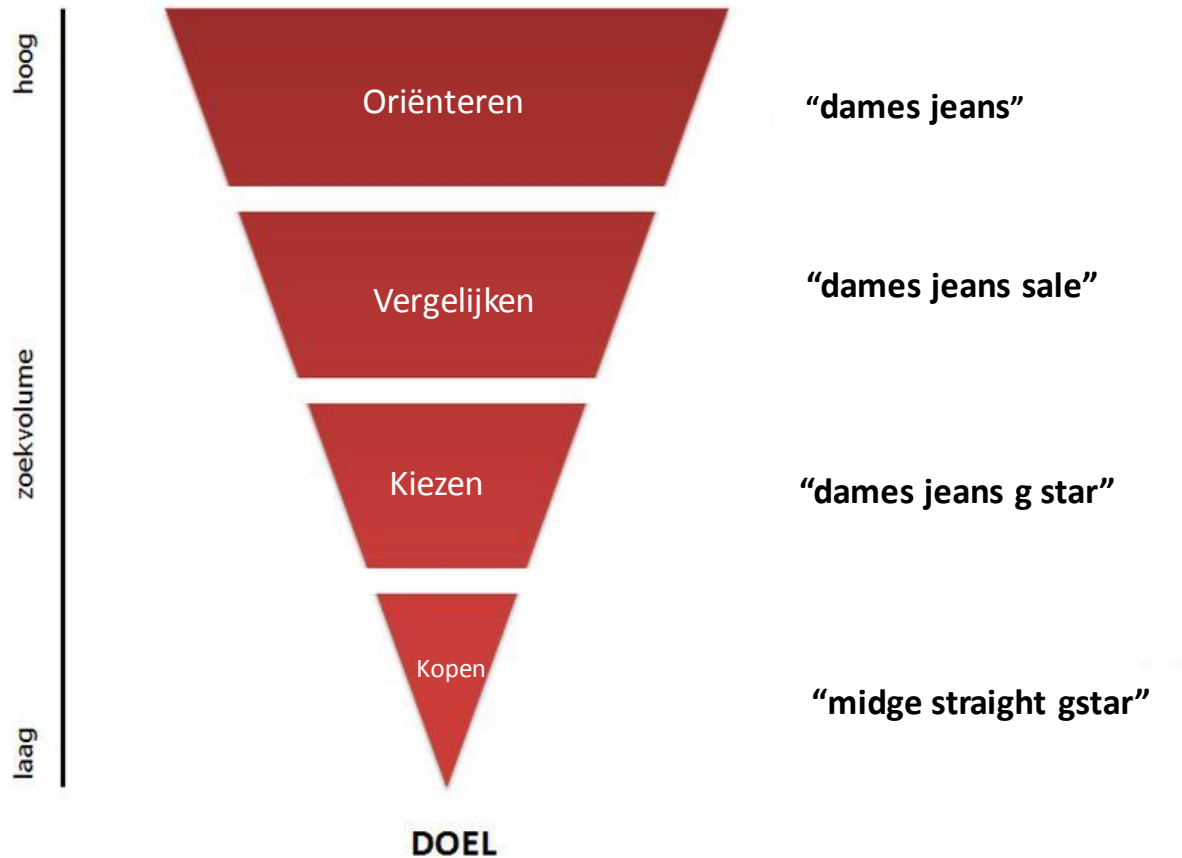 hoog
Oriënteren
“dames jeans”
Vergelijken
“dames jeans sale”
zoekvolume
Kiezen
“dames jeans g star”
Kopen
“midge straight gstar”
laag
DOEL